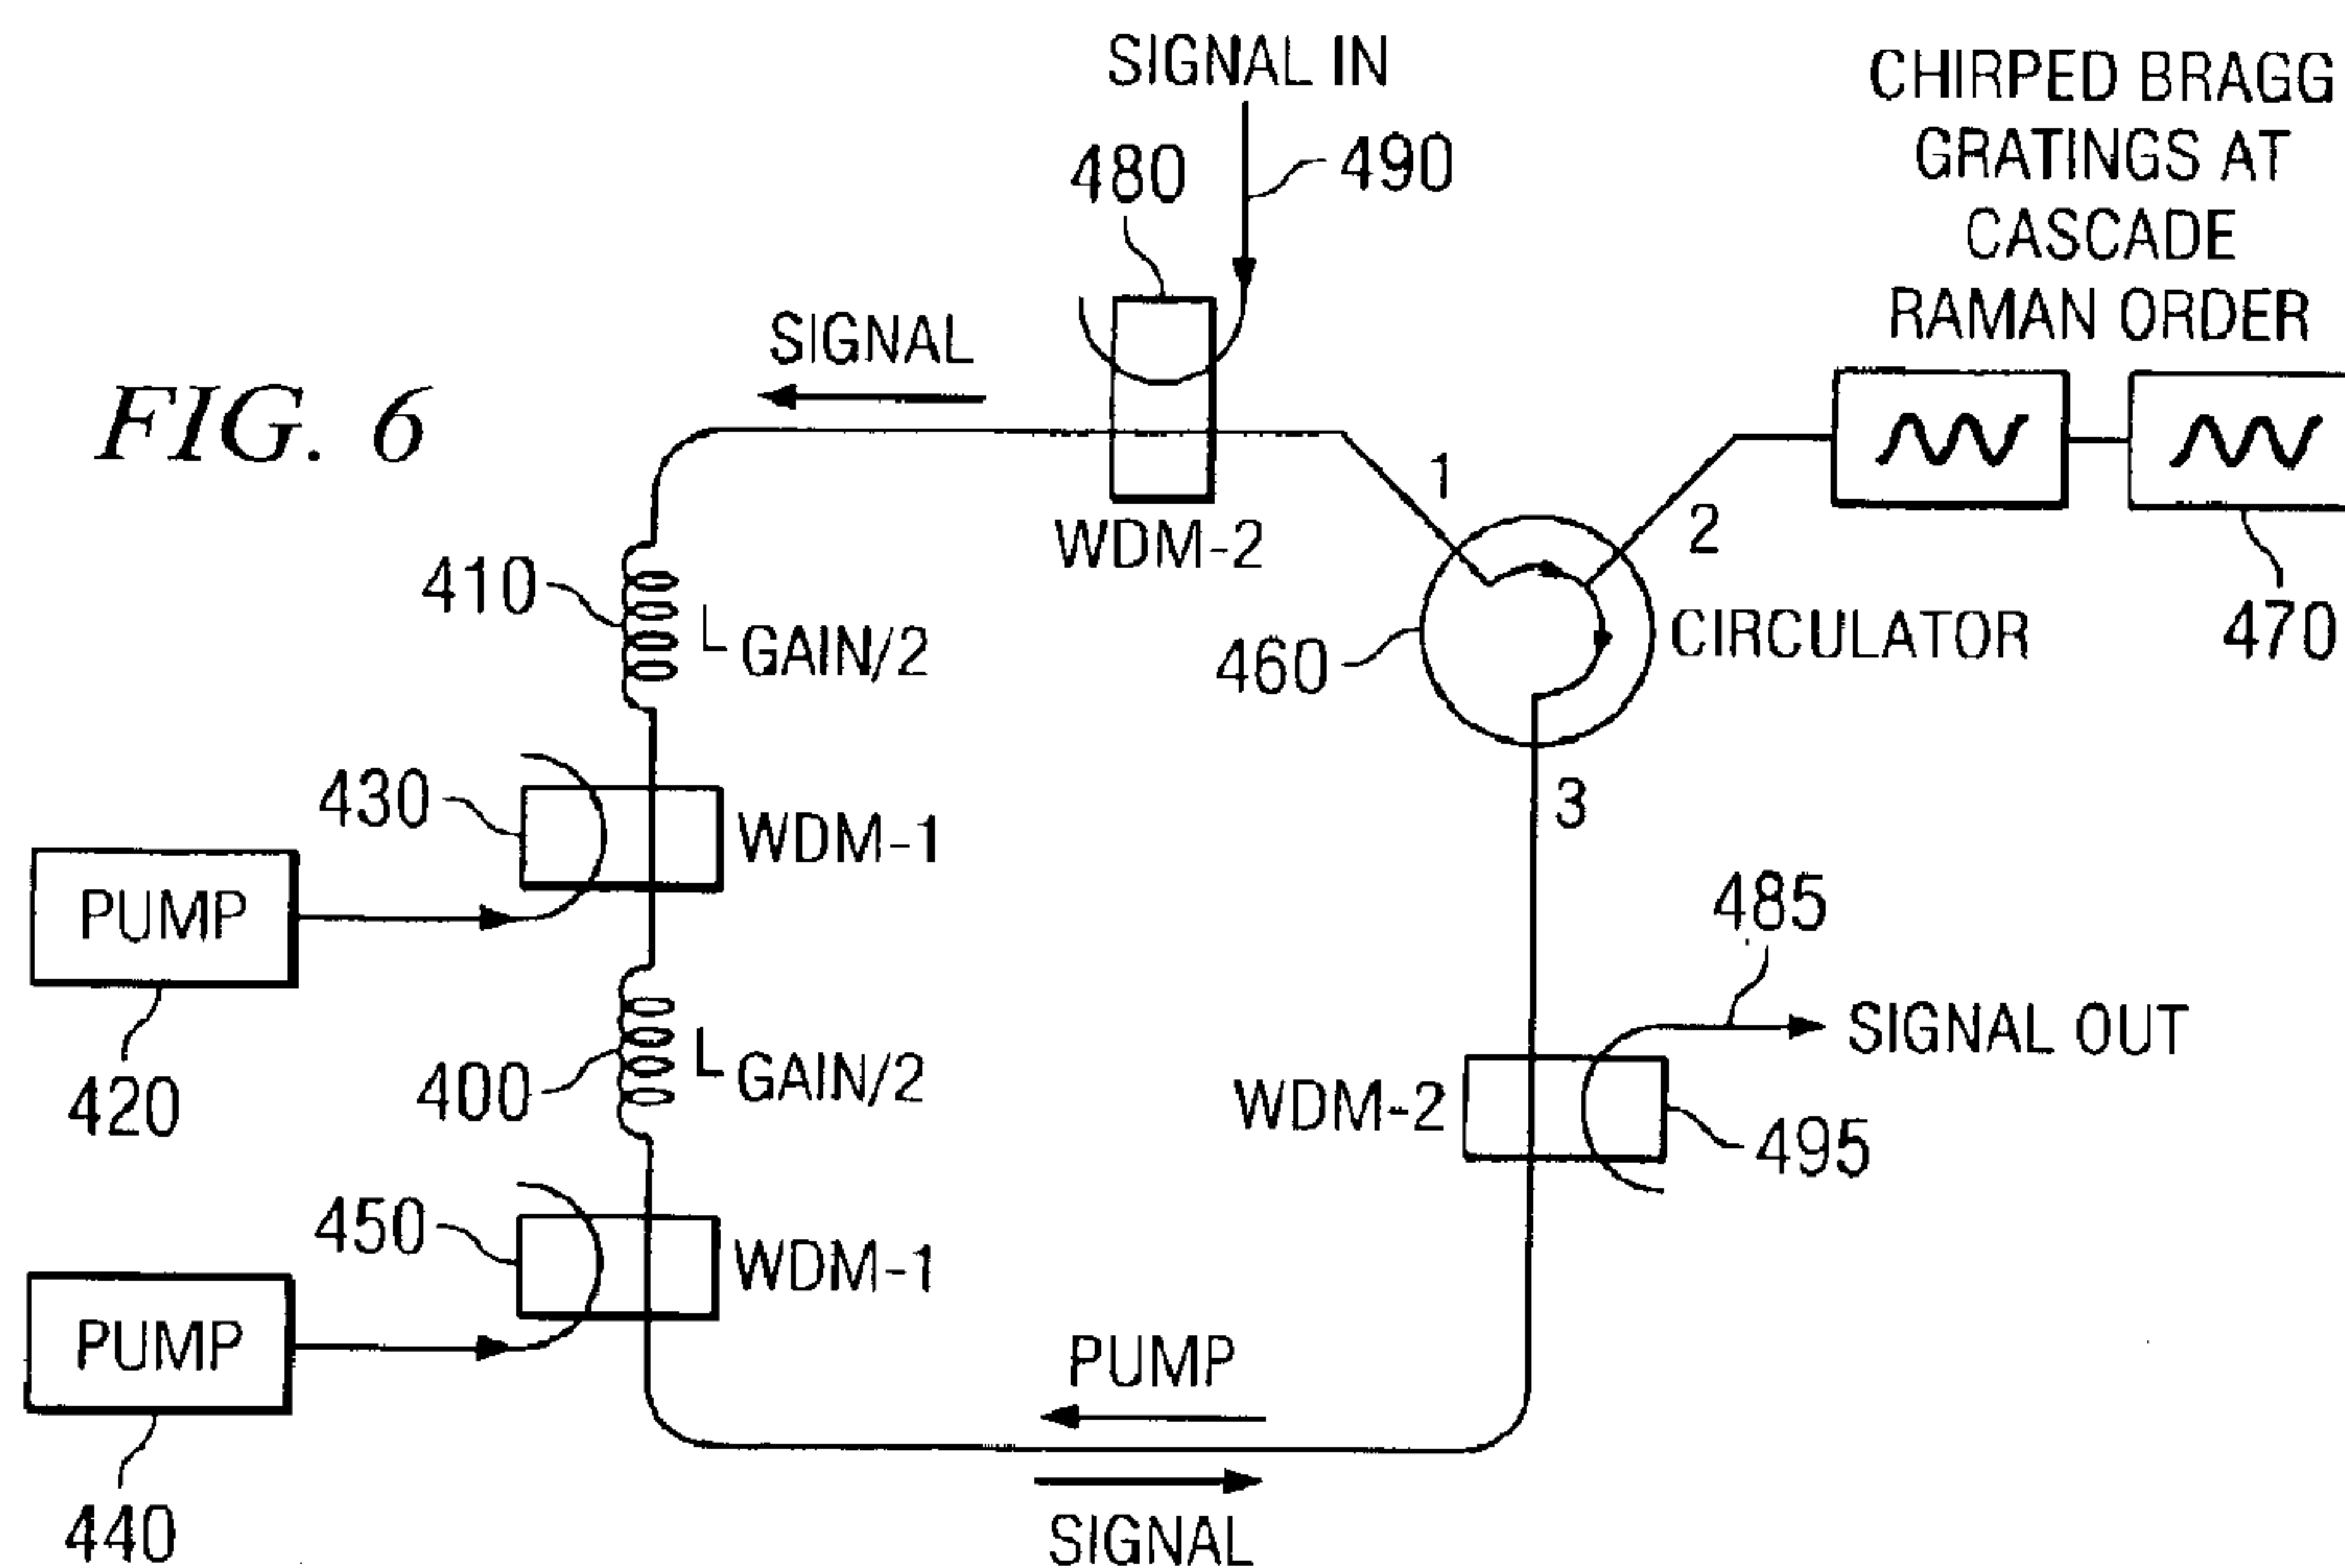 SIGNAL IN
490
480
CHIRPED BRAGG
GRATINGS AT
CASCADE
RAMAN ORDER
SIGNAL
FIG. 6
WDM-2
1
2
470
410
L GAIN/2
460
CIRCULATOR
3
430
WDM-1
PUMP
420
485
SIGNAL OUT
400
L GAIN/2
WDM-2
495
450
WDM-1
PUMP
440
PUMP
SIGNAL